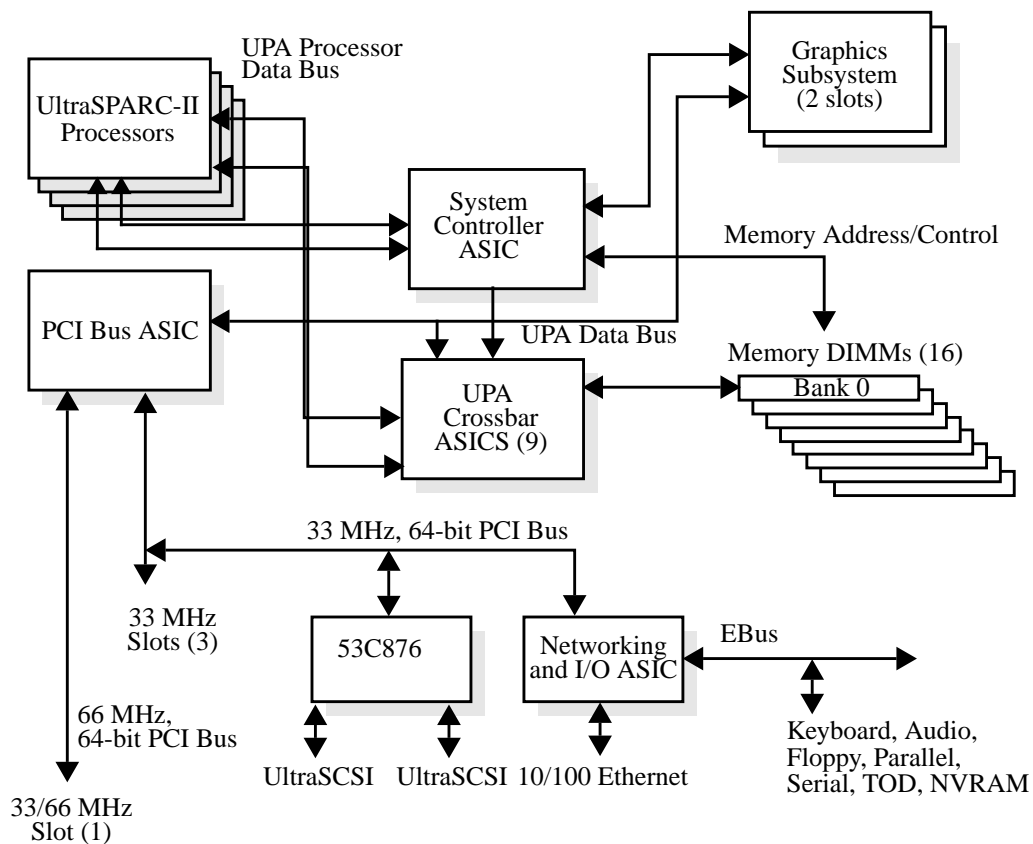 UPA Processor
Data Bus
UltraSPARC-II
Processors
Graphics
Subsystem
(2 slots)
System
Controller
ASIC
Memory Address/Control
PCI Bus ASIC
UPA Data Bus
Memory DIMMs (16)
Bank 0
UPA
Crossbar
ASICS (9)
33 MHz, 64-bit PCI Bus
33 MHz
Slots (3)
53C876
Networking
and I/O ASIC
EBus
66 MHz,
64-bit PCI Bus
Keyboard, Audio,
Floppy, Parallel,
Serial, TOD, NVRAM
UltraSCSI
UltraSCSI
10/100 Ethernet
33/66 MHz
Slot (1)